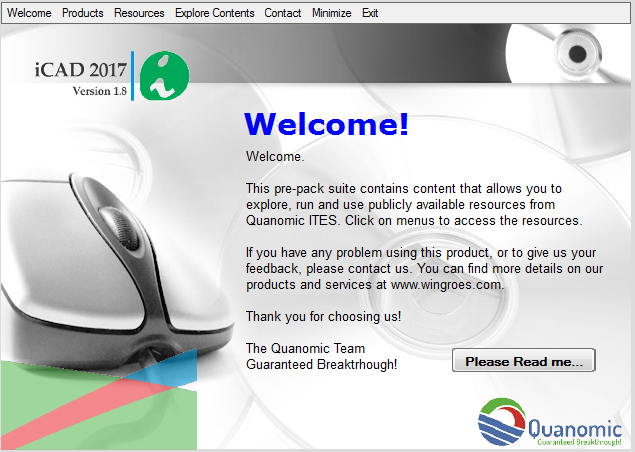 Welcome Products Resources Explore Contents Contact Minimize Exit
iCAD 2017
Version 1.8
i
Welcome!
Welcome.
This pre-pack suite contains content that allows you to
explore, run and use publicly available resources from
Quanomic ITES. Click on menus to access the resources.
If you have any problem using this product, or to give us your
feedback, please contact us. You can find more details on our
products and services at www.wingroes.com.
Thank you for choosing us!
The Quanomic Team
Guaranteed Breaktrhough!
Please Read me...
Quanomic
Guaranteed Breakthrough!